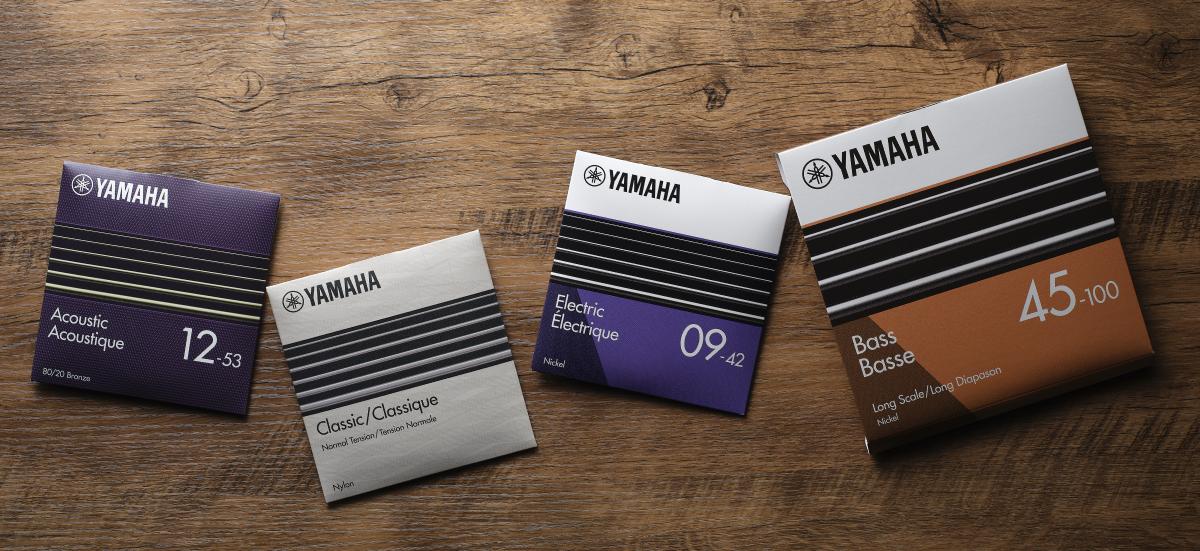 YAMAHA
Acoustic
Acoustique
12-53
80/20 Bronze
YAMAHA
Classic/Classique
Normal Tension/Tension Normale
Nylon
YAMAHA
Electric
Électrique
09-42
Nickel
YAMAHA
45-100
Bass
Basse
Long Scale/Long Diapason
Nickel